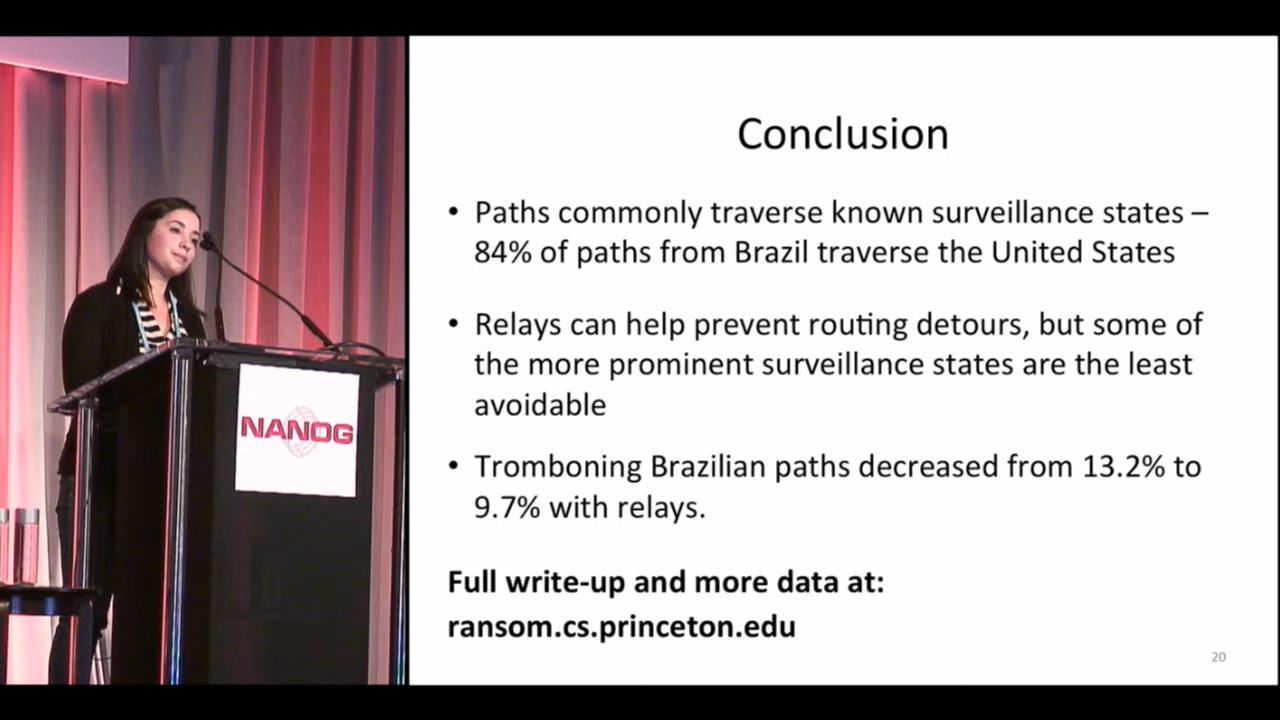 NANOG
Conclusion
• Paths commonly traverse known surveillance states –
84% of paths from Brazil traverse the United States
• Relays can help prevent routing detours, but some of
the more prominent surveillance states are the least
avoidable
• Tromboning Brazilian paths decreased from 13.2% to
9.7% with relays.
Full write-up and more data at:
ransom.cs.princeton.edu
20